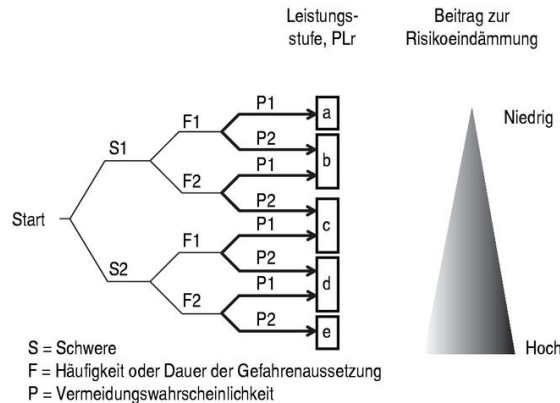 Leistungs-
stufe, PLr
Beitrag zur
Risikoeindämmung
Niedrig
P1
a
F1
P2
S1
b
P1
F2
P2
Start
c
P1
F1
P2
S2
d
P1
F2
P2
e
Hoch
S = Schwere
F = Häufigkeit oder Dauer der Gefahrenaussetzung
P = Vermeidungswahrscheinlichkeit